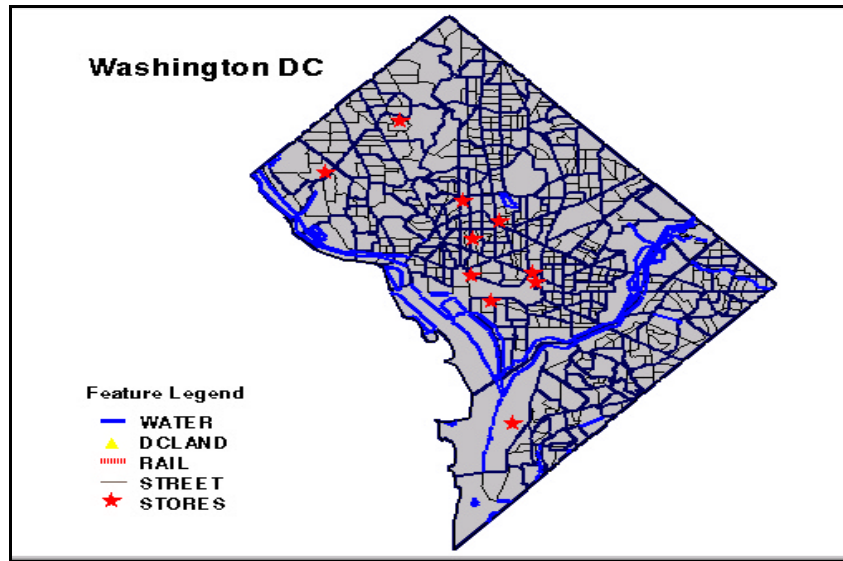 Washington DC
Feature Legend
WATER
DCLAND
RAIL
STREET
STORES